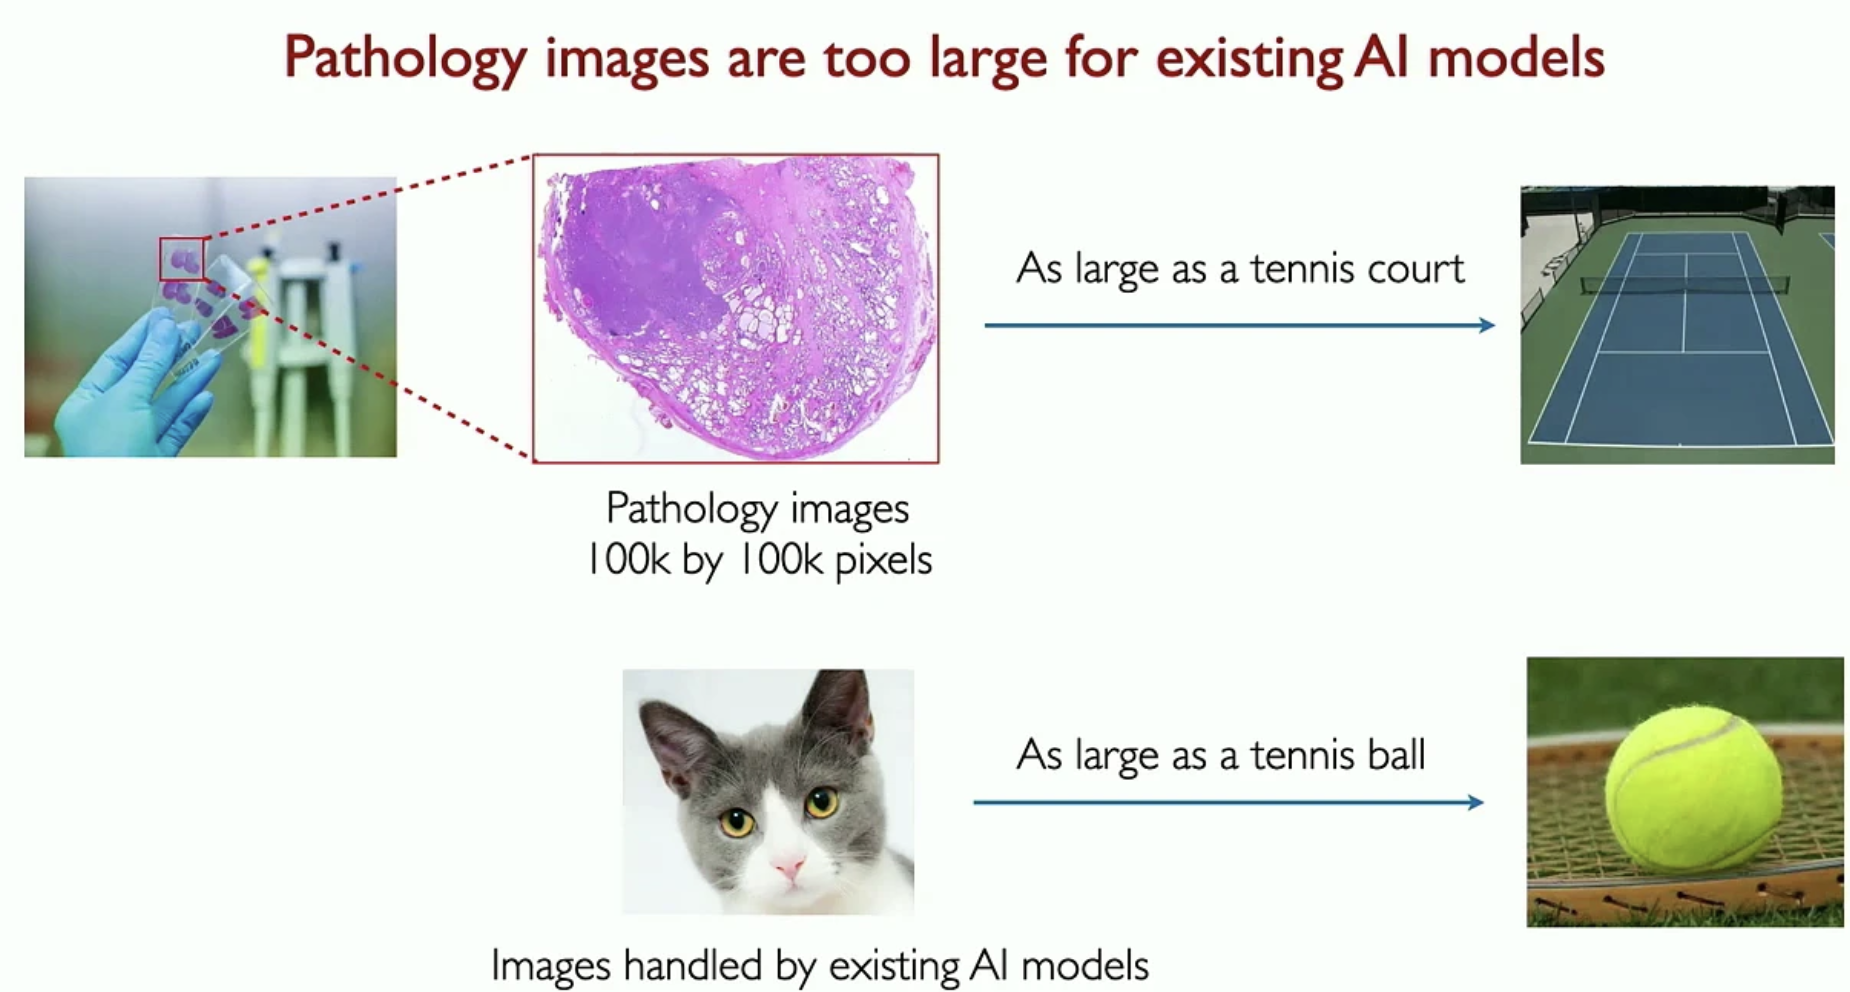 Pathology images are too large for existing AI models
As large as a tennis court
Pathology images
100k by 100k pixels
As large as a tennis ball
Images handled by existing AI models